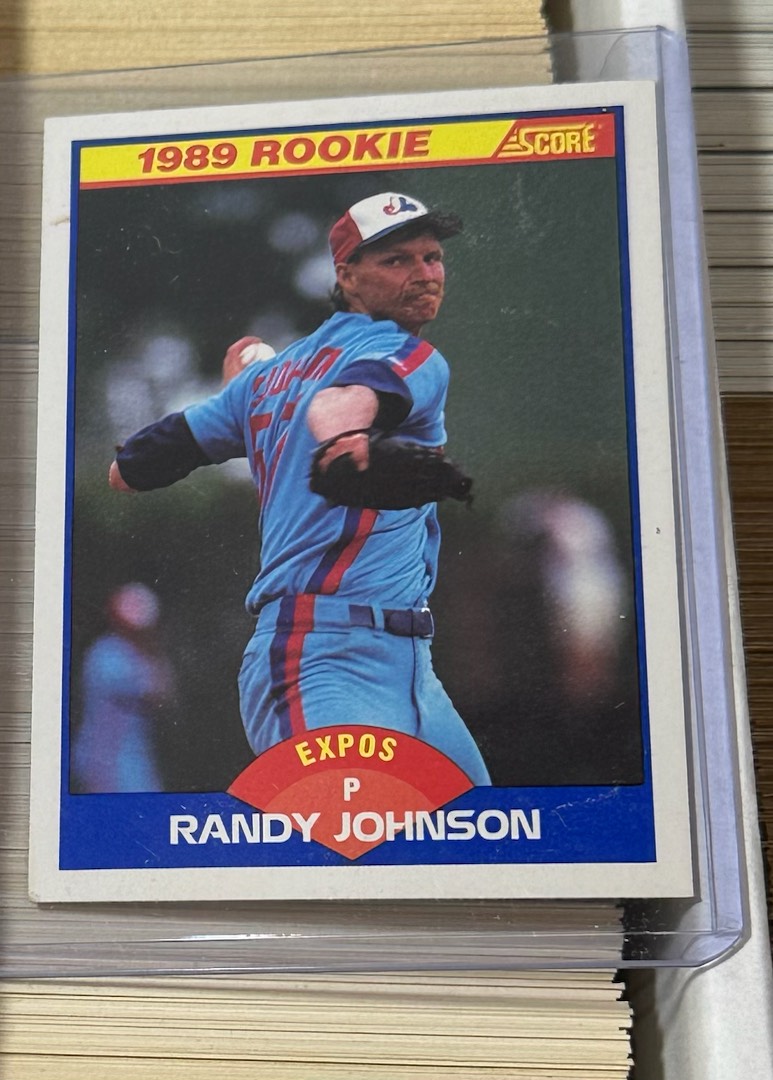 1989 ROOKIE
SCORE
EXPOS
P
RANDY JOHNSON